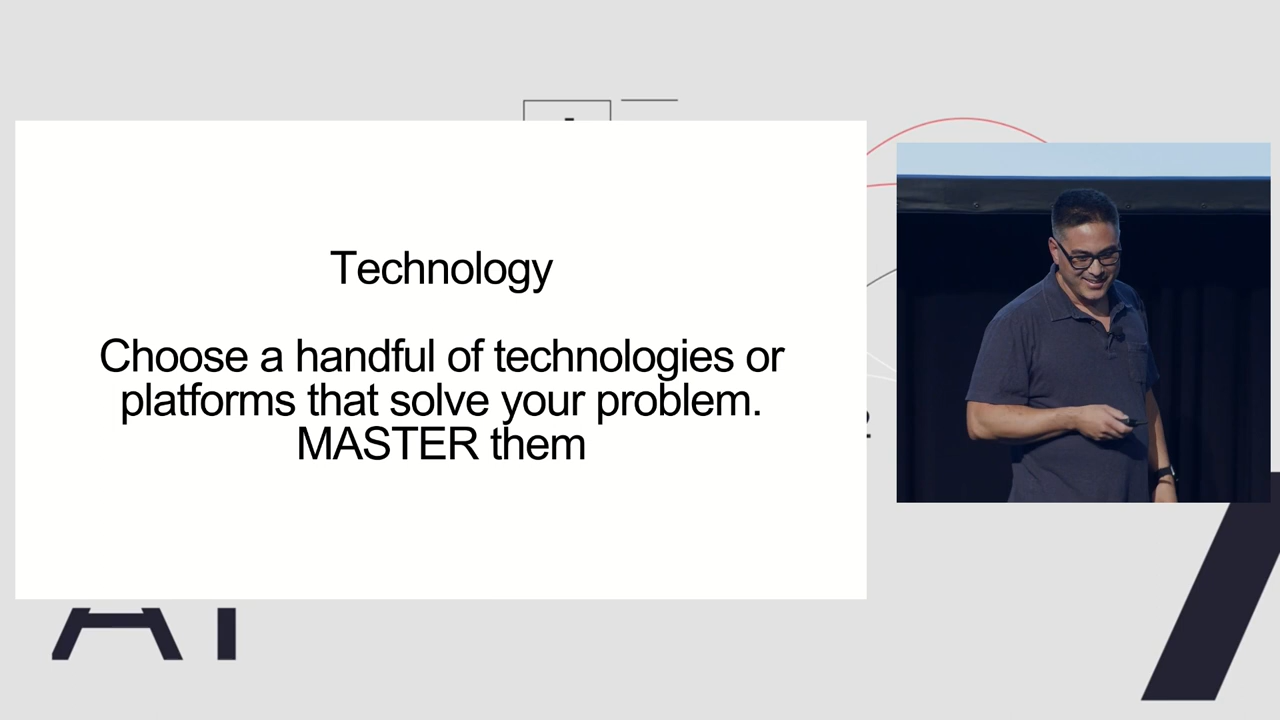 Technology
Choose a handful of technologies or
platforms that solve your problem.
MASTER them